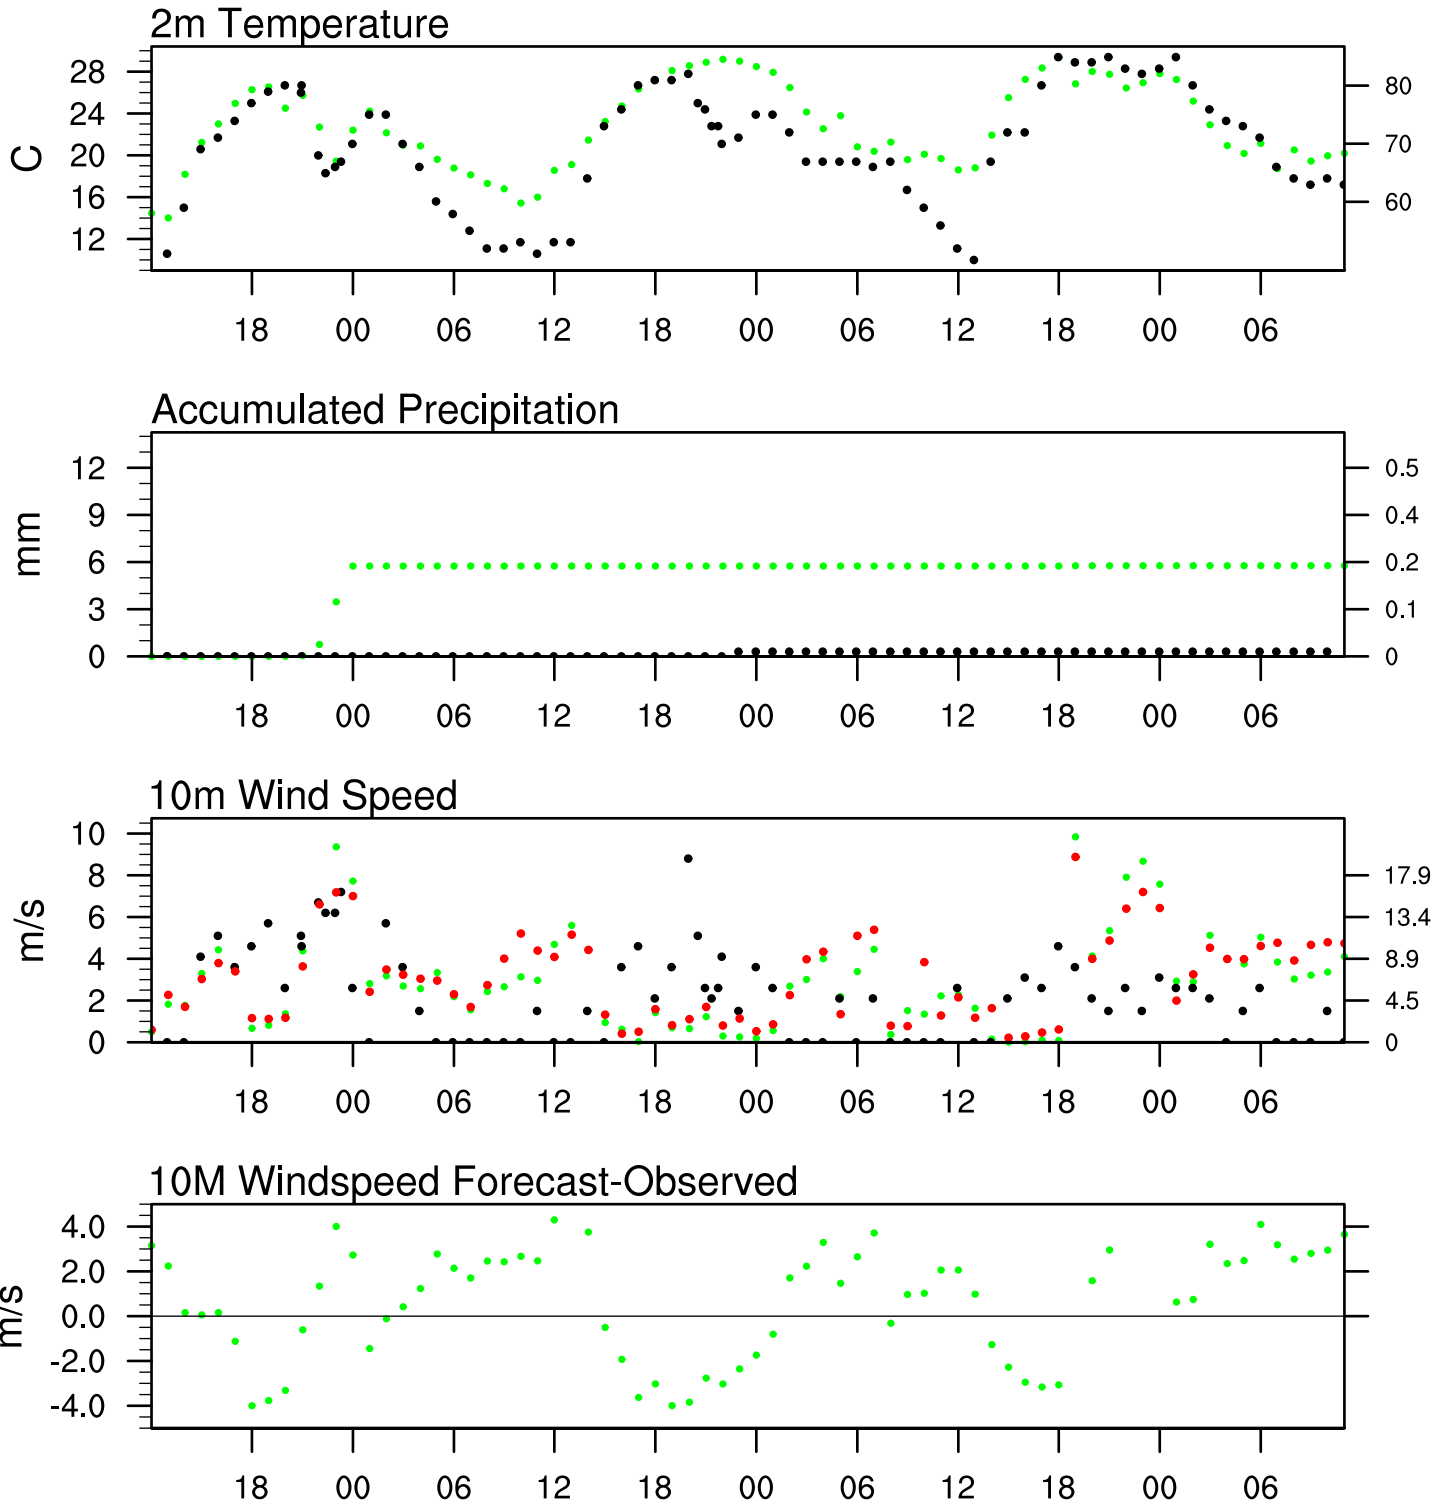 2m Temperature
28
24
20
16
12
C
80
70
60
18 00 06 12 18 00 06 12 18 00 06
Accumulated Precipitation
12
9
6
3
0
mm
0.5
0.4
0.2
0.1
0
18 00 06 12 18 00 06 12 18 00 06
10m Wind Speed
10
8
6
4
2
0
m/s
17.9
13.4
8.9
4.5
0
18 00 06 12 18 00 06 12 18 00 06
10M Windspeed Forecast-Observed
4.0
2.0
0.0
-2.0
-4.0
m/s
18 00 06 12 18 00 06 12 18 00 06